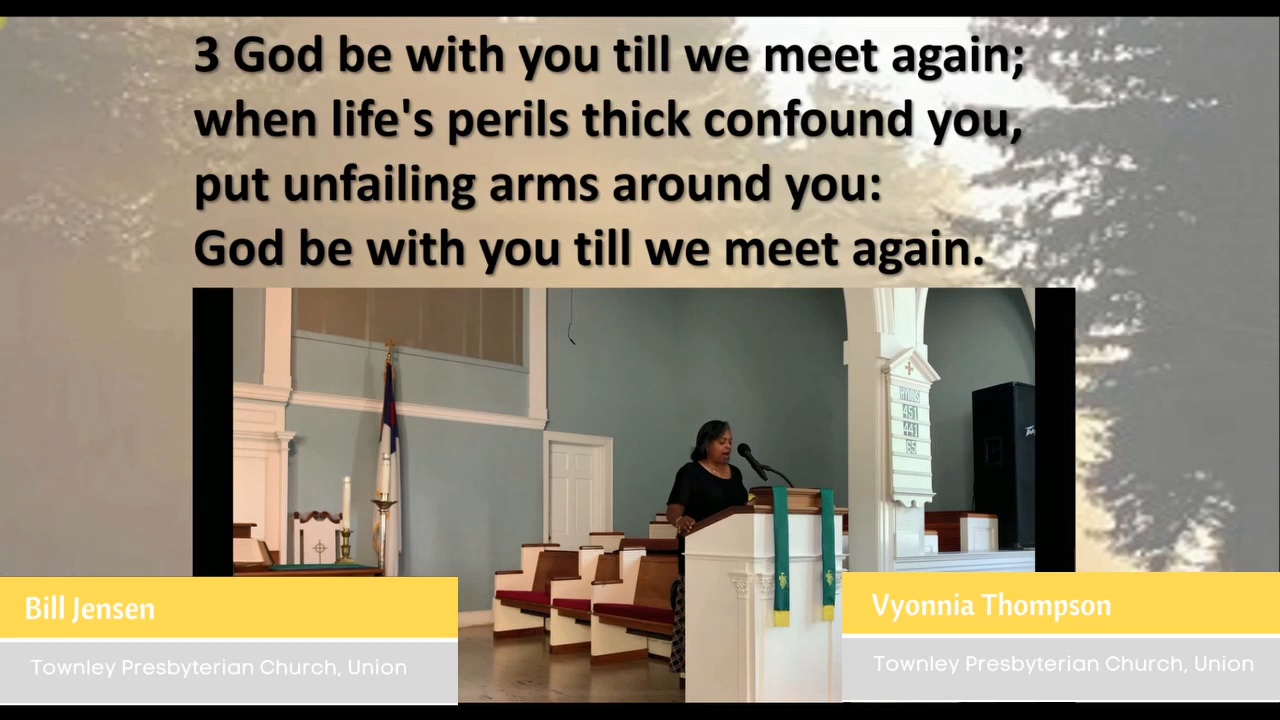 3 God be with you till we meet again;
when life's perils thick confound you,
put unfailing arms around you:
God be with you till we meet again.
HYMNS
451
441
Bill Jensen
Townley Presbyterian Church, Union
Vyonnia Thompson
Townley Presbyterian Church, Union